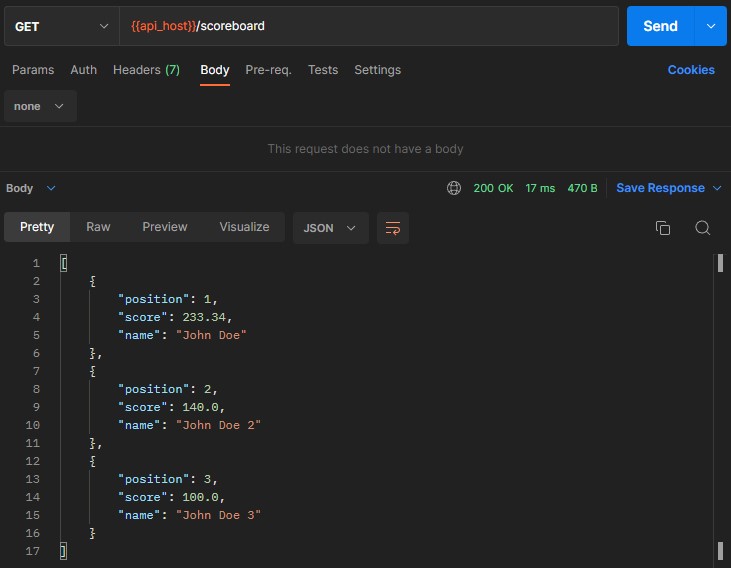 GET {{api_host}}/scoreboard Send
Params Auth Headers (7) Body Pre-req. Tests Settings Cookies
none
This request does not have a body
Body 200 OK 17 ms 470 B Save Response
Pretty Raw Preview Visualize JSON
1 [
2 {
3 "position": 1,
4 "score": 233.34,
5 "name": "John Doe"
6 },
7 {
8 "position": 2,
9 "score": 140.0,
10 "name": "John Doe 2"
11 },
12 {
13 "position": 3,
14 "score": 100.0,
15 "name": "John Doe 3"
16 }
17 ]